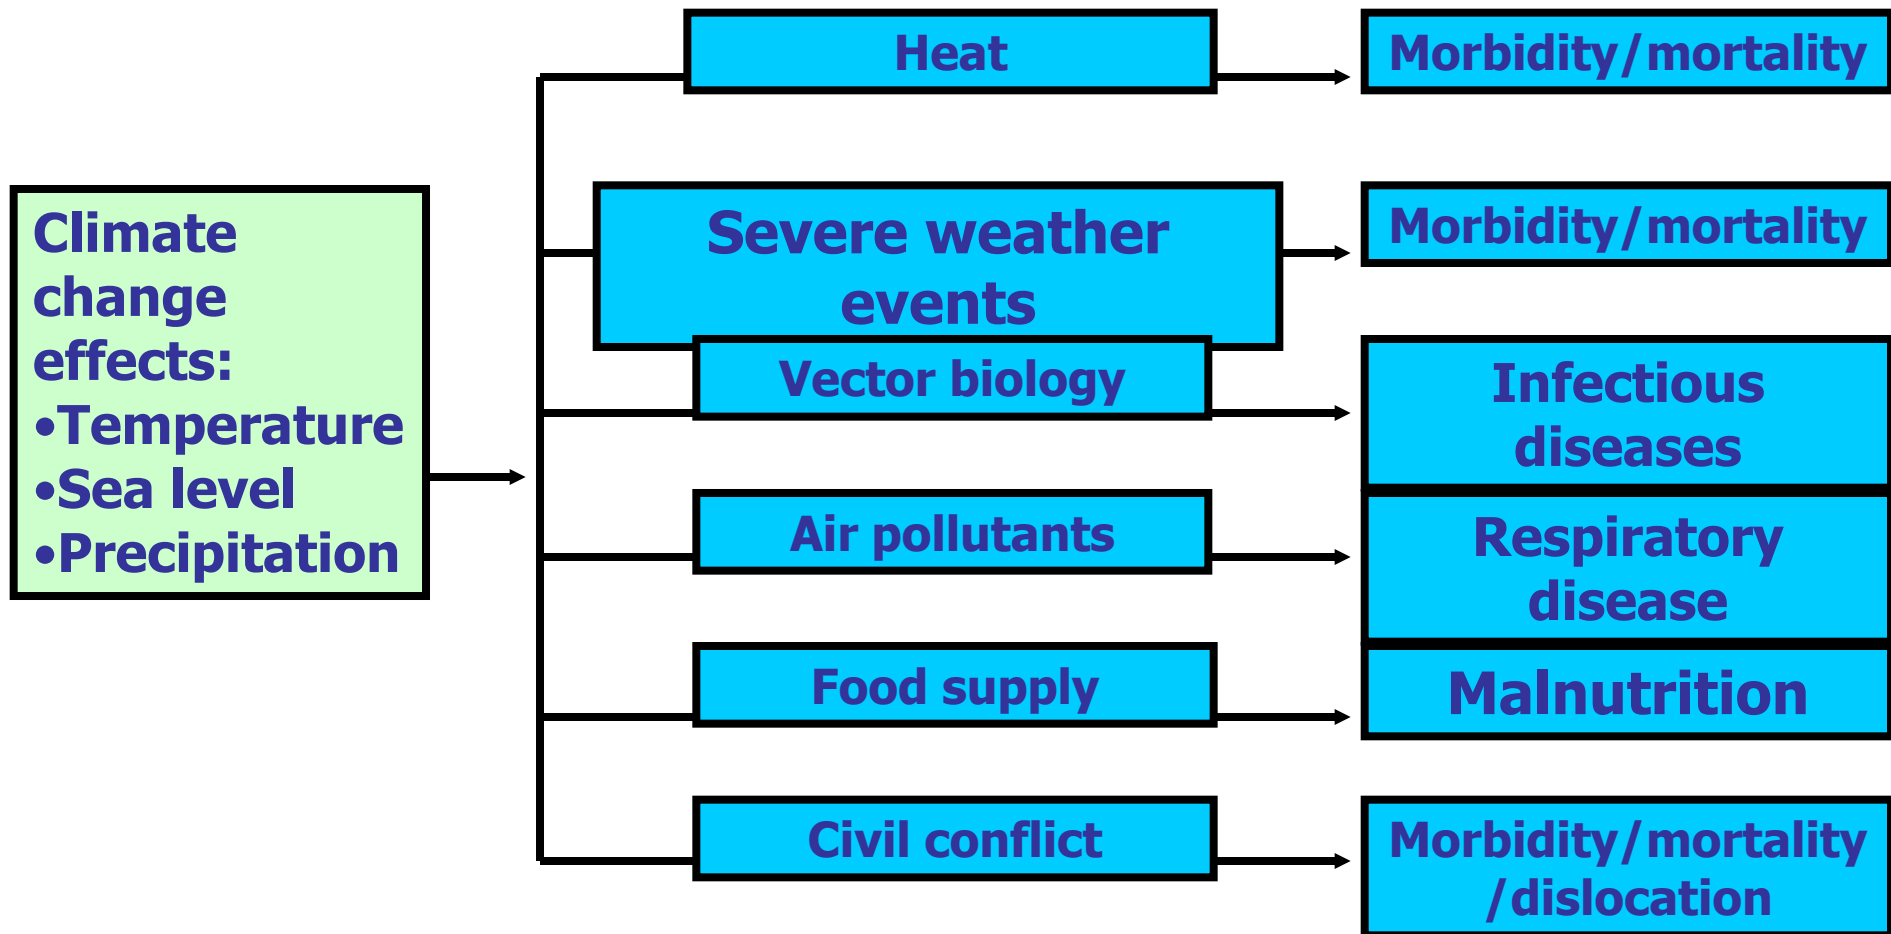 Heat
Morbidity/mortality
Climate
change
effects:
•Temperature
•Sea level
•Precipitation
Severe weather
events
Morbidity/mortality
Vector biology
Infectious
diseases
Air pollutants
Respiratory
disease
Food supply
Malnutrition
Civil conflict
Morbidity/mortality
/dislocation